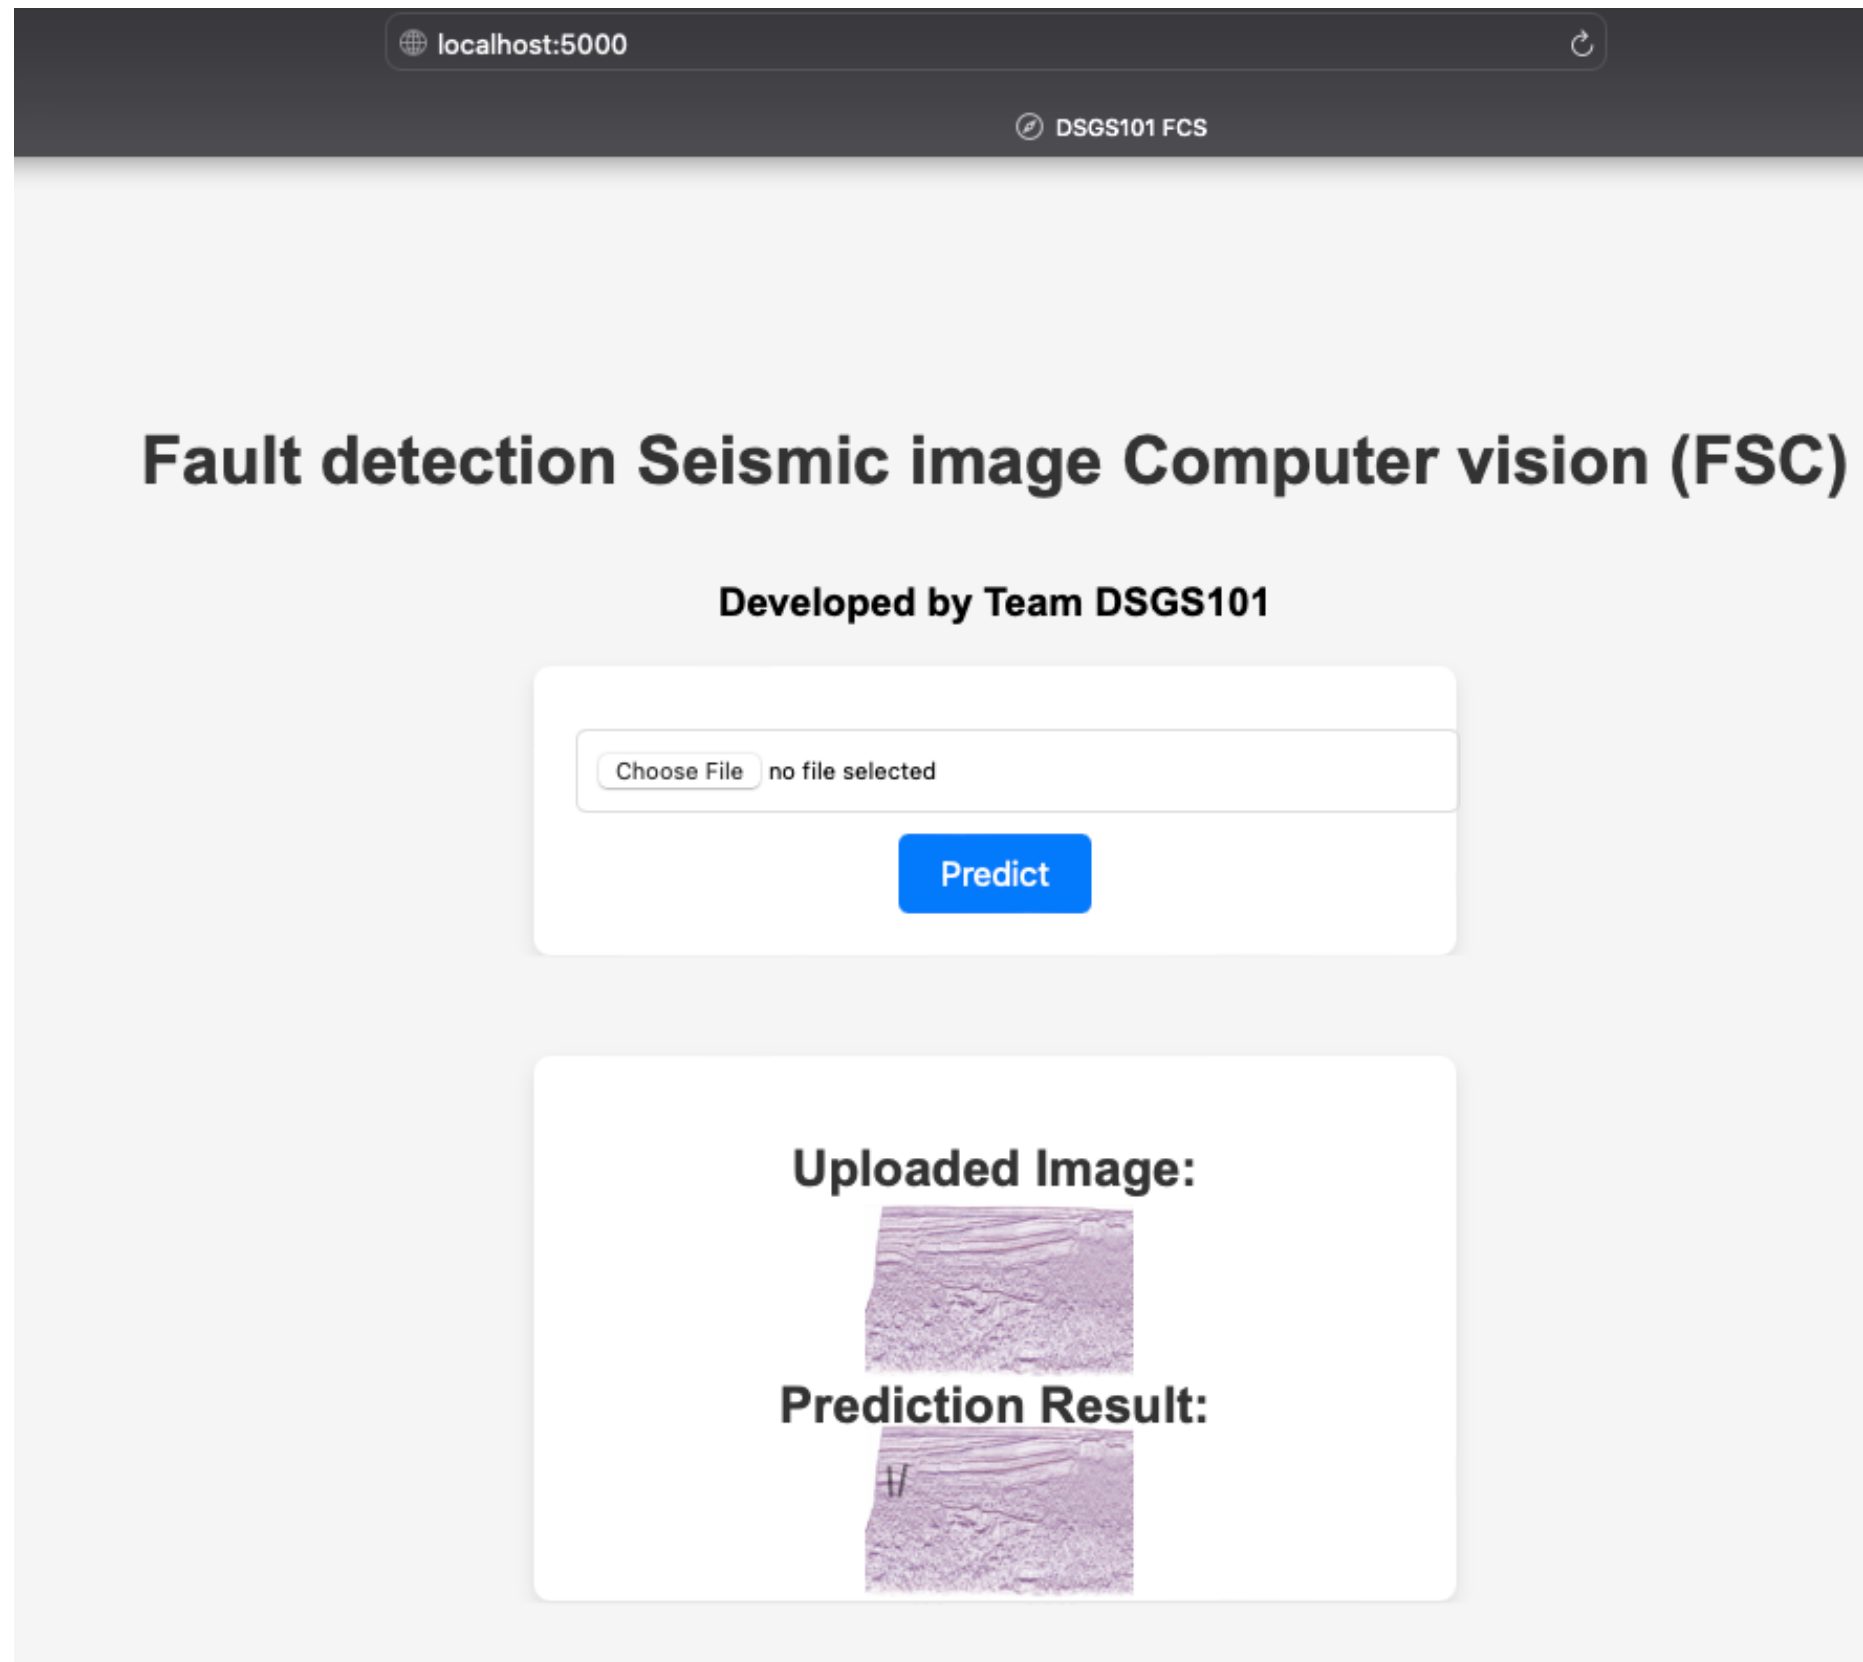 localhost:5000
DSGS101 FCS
Fault detection Seismic image Computer vision (FSC)
Developed by Team DSGS101
Choose File no file selected
Predict
Uploaded Image:
Prediction Result: